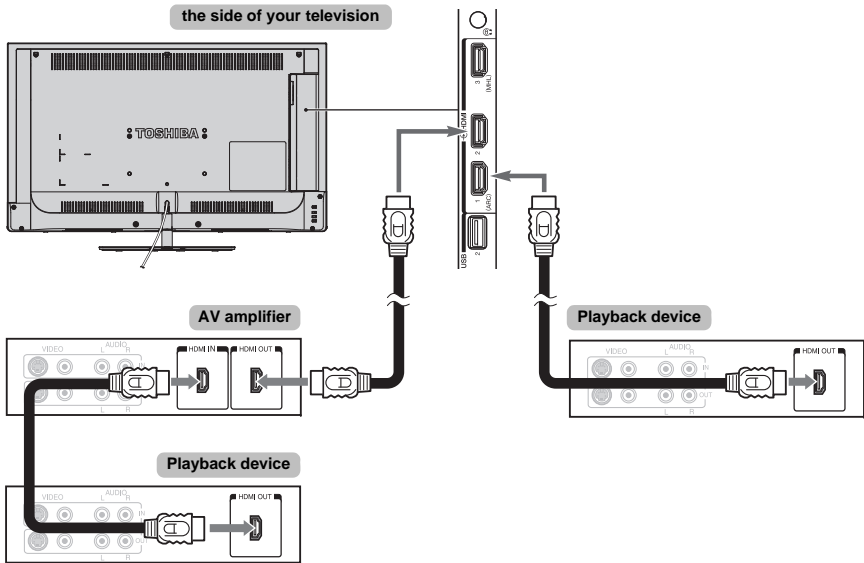 the side of your television
TOSHIBA
3
(MHL)
HDMI
2
1
(ARC)
USB
2
AV amplifier
VIDEO
AUDIO
L R
IN
HDMI IN
HDMI OUT
L R
Playback device
VIDEO
AUDIO
L R
IN
OUT
L R
HDMI OUT
Playback device
VIDEO
AUDIO
L R
IN
OUT
L R
HDMI OUT